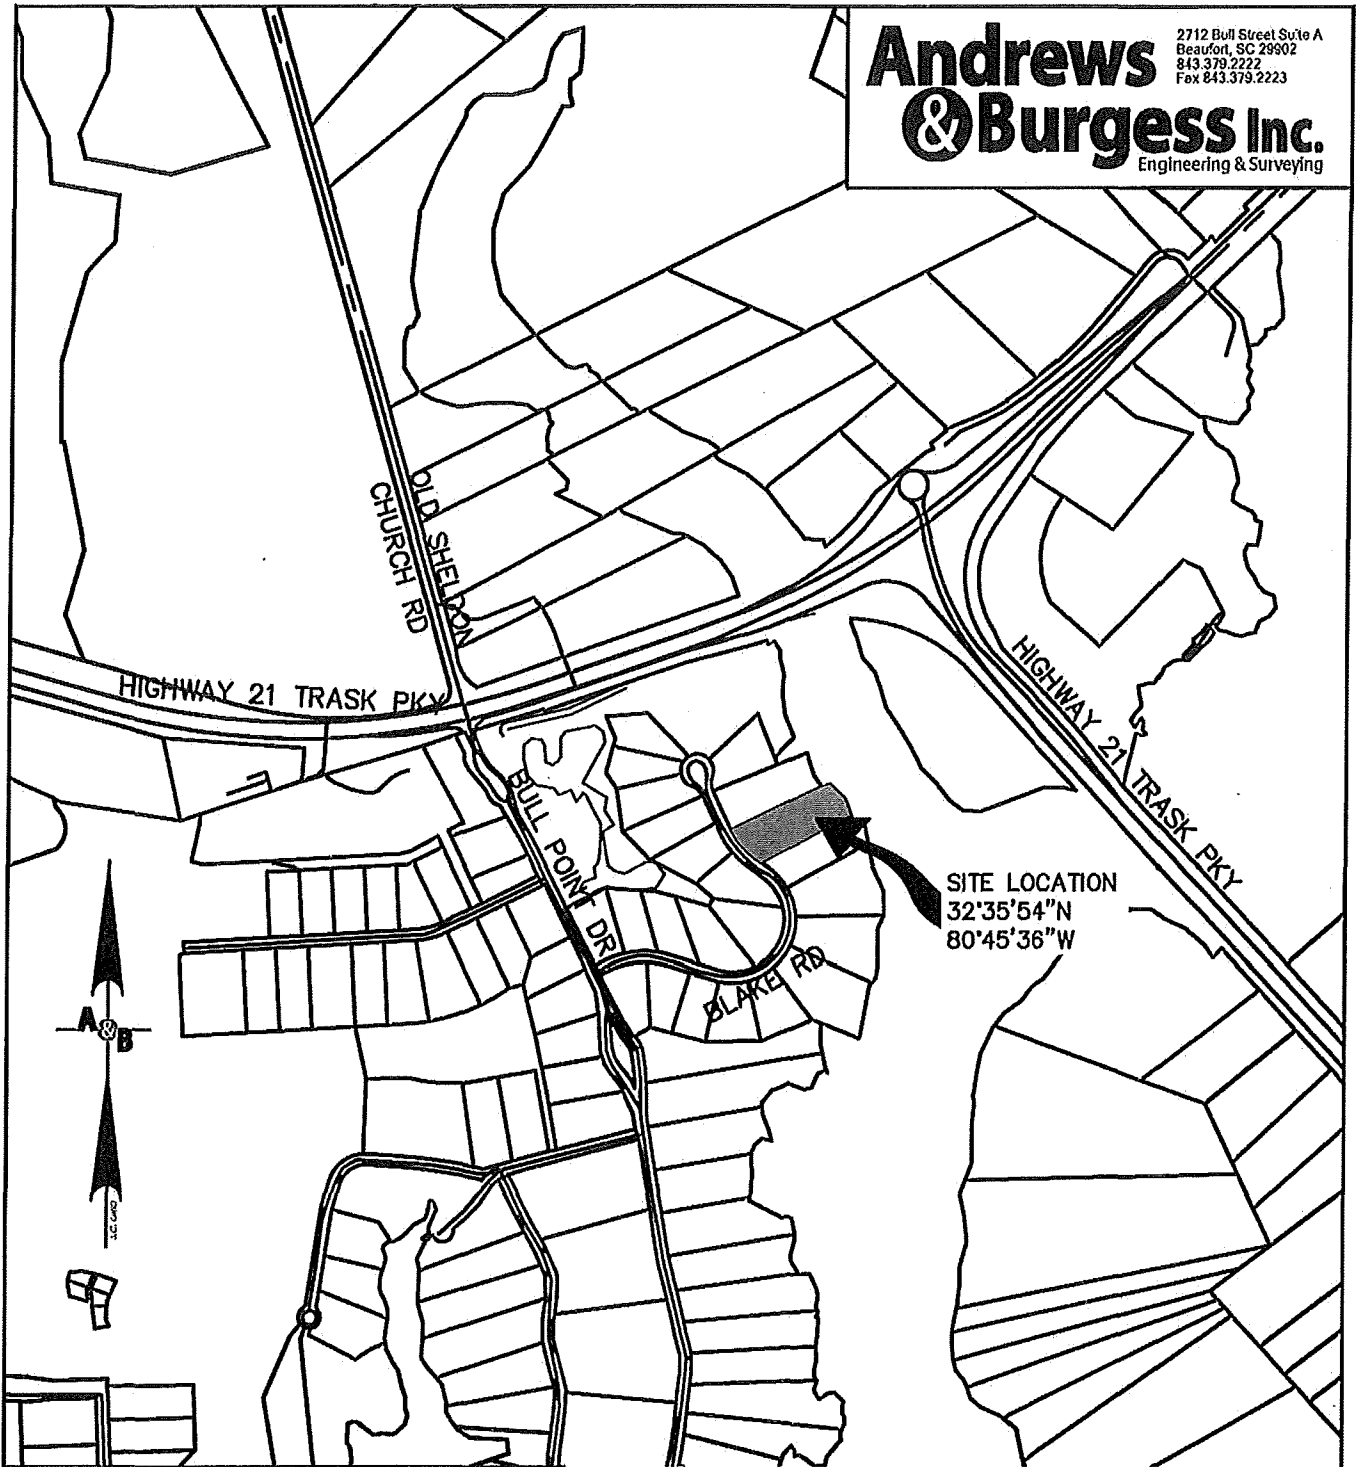 Andrews
& Burgess Inc.
Engineering & Surveying
2712 Bull Street Suite A
Beaufort, SC 29902
843.379.2222
Fax 843.379.2223
OLD SHELDON
CHURCH RD
HIGHWAY 21 TRASK PKY
HIGHWAY 21 TRASK PKY
BULL POINT DR
BLAKE RD
SITE LOCATION
32°35'54"N
80°45'36"W
A&B